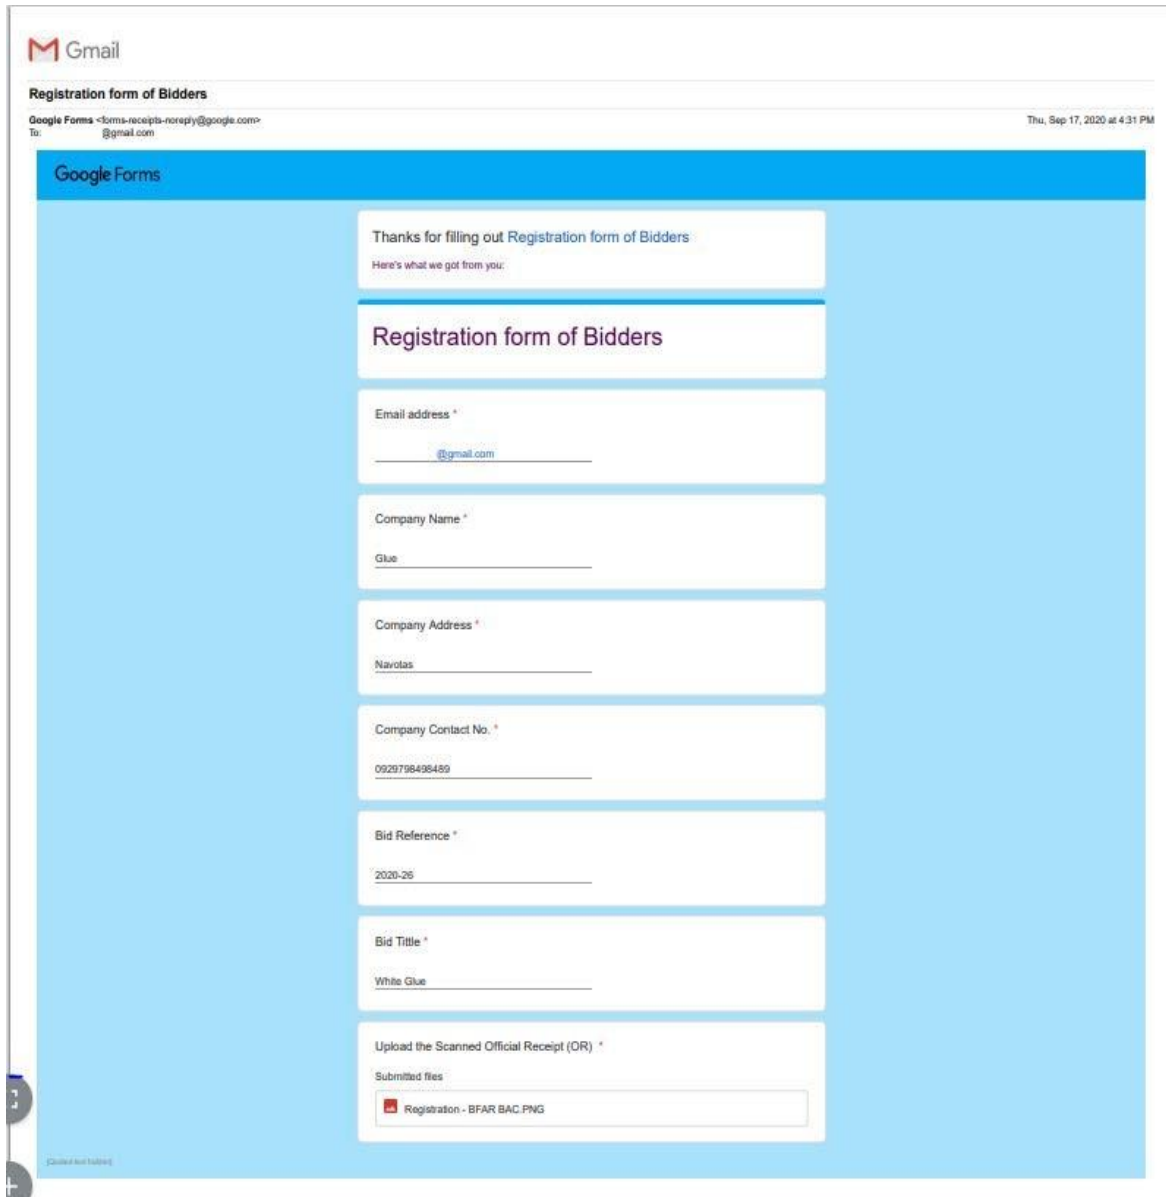 Gmail
Registration form of Bidders
Google Forms <forms-receipts-noreply@google.com>
Thu, Sep 17, 2020 at 4:31 PM
To: @gmail.com
Google Forms
Thanks for filling out Registration form of Bidders
Here's what we got from you:
Registration form of Bidders
Email address *
@gmail.com
Company Name *
Glue
Company Address *
Navotas
Company Contact No. *
0929798498489
Bid Reference *
2020-26
Bid Tittle *
White Glue
Upload the Scanned Official Receipt (OR) *
Submitted files
Registration - BFAR BAC.PNG
[Quoted text hidden]